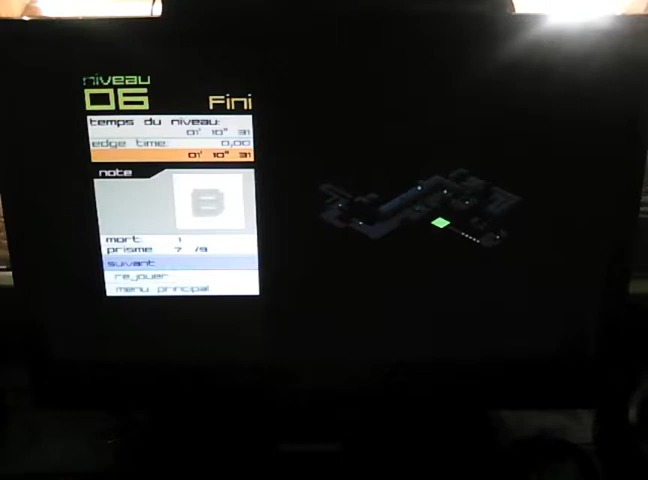 niveau
06 Fini
temps du niveau:
01' 10" 31
edge time: 0,00
01' 10" 31
note
B
mort: 1
prisme 7 /9
suivant
rejouer
menu principal